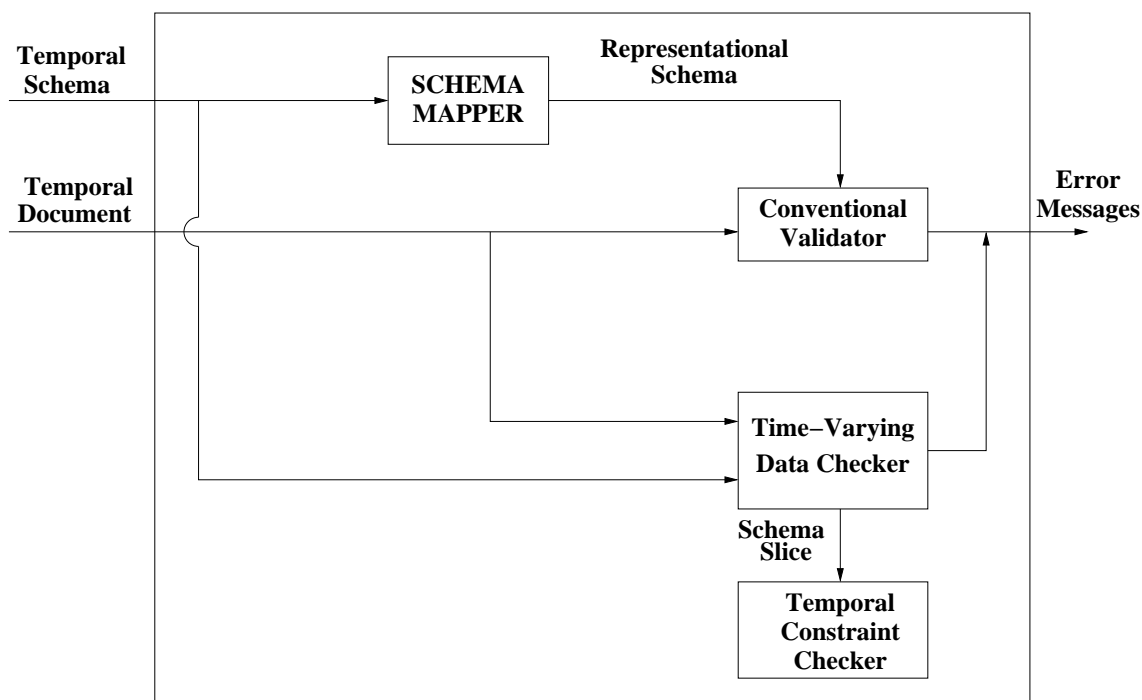 Temporal
Schema
SCHEMA
MAPPER
Representational
Schema
Temporal
Document
Conventional
Validator
Error
Messages
Time−Varying
Data Checker
Schema
Slice
Temporal
Constraint
Checker